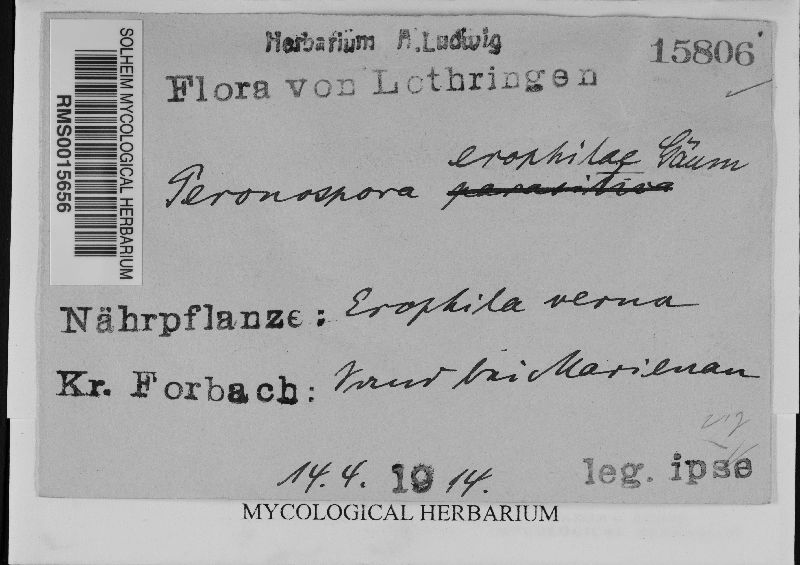 SOLHEIM MYCOLOGICAL HERBARIUM
RMS0015656
Herbarium A.Ludwig
15806
Flora von Lothringen
erophilae Gäum
Peronospora parasitica
Nährpflanze: Erophila verna
Kr. Forbach: bei Marienau
14.4. 1914.
leg. ipse
MYCOLOGICAL HERBARIUM